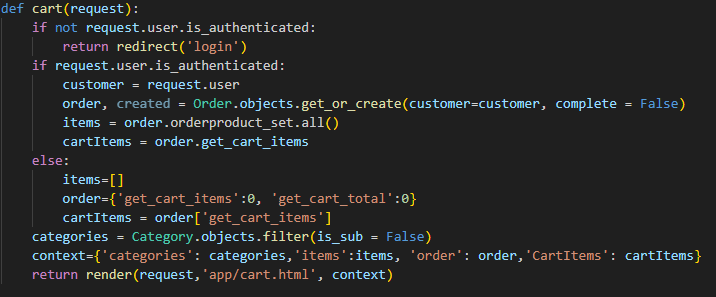 def cart(request):
    if not request.user.is_authenticated:
        return redirect('login')
    if request.user.is_authenticated:
        customer = request.user
        order, created = Order.objects.get_or_create(customer=customer, complete = False)
        items = order.orderproduct_set.all()
        cartItems = order.get_cart_items
    else:
        items=[]
        order={'get_cart_items':0, 'get_cart_total':0}
        cartItems = order['get_cart_items']
    categories = Category.objects.filter(is_sub = False)
    context={'categories': categories,'items':items, 'order': order,'CartItems': cartItems}
    return render(request,'app/cart.html', context)